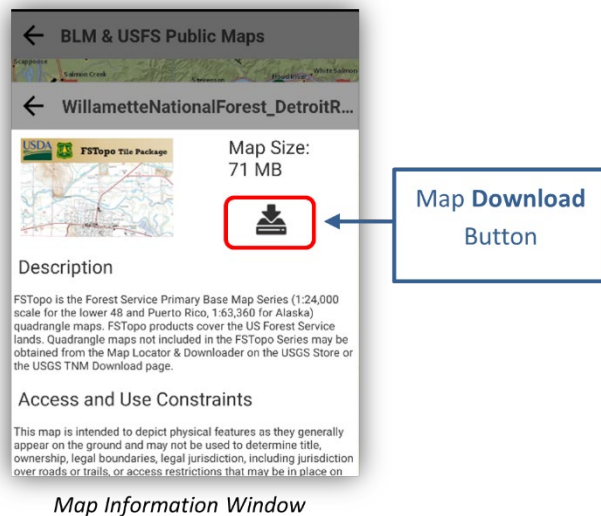 BLM & USFS Public Maps
Scappoose
Salmon Creek
Hood River
White Salmon
WillametteNationalForest_DetroitR...
USDA
FSTopo Tile Package
Map Size:
71 MB
Map Download
Button
Description
FSTopo is the Forest Service Primary Base Map Series (1:24,000
scale for the lower 48 and Puerto Rico, 1:63,360 for Alaska)
quadrangle maps. FSTopo products cover the US Forest Service
lands. Quadrangle maps not included in the FSTopo Series may be
obtained from the Map Locator & Downloader on the USGS Store or
the USGS TNM Download page.
Access and Use Constraints
This map is intended to depict physical features as they generally
appear on the ground and may not be used to determine title,
ownership, legal boundaries, legal jurisdiction, including jurisdiction
over roads or trails, or access restrictions that may be in place on
Map Information Window